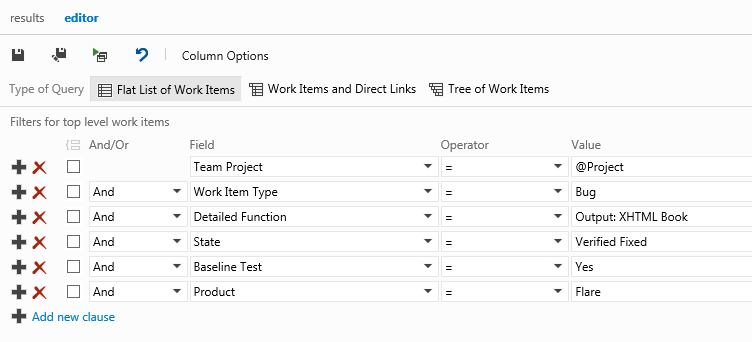 results editor
Column Options
Type of Query Flat List of Work Items Work Items and Direct Links Tree of Work Items
Filters for top level work items
And/Or Field Operator Value
Team Project = @Project
And Work Item Type = Bug
And Detailed Function = Output: XHTML Book
And State = Verified Fixed
And Baseline Test = Yes
And Product = Flare
Add new clause